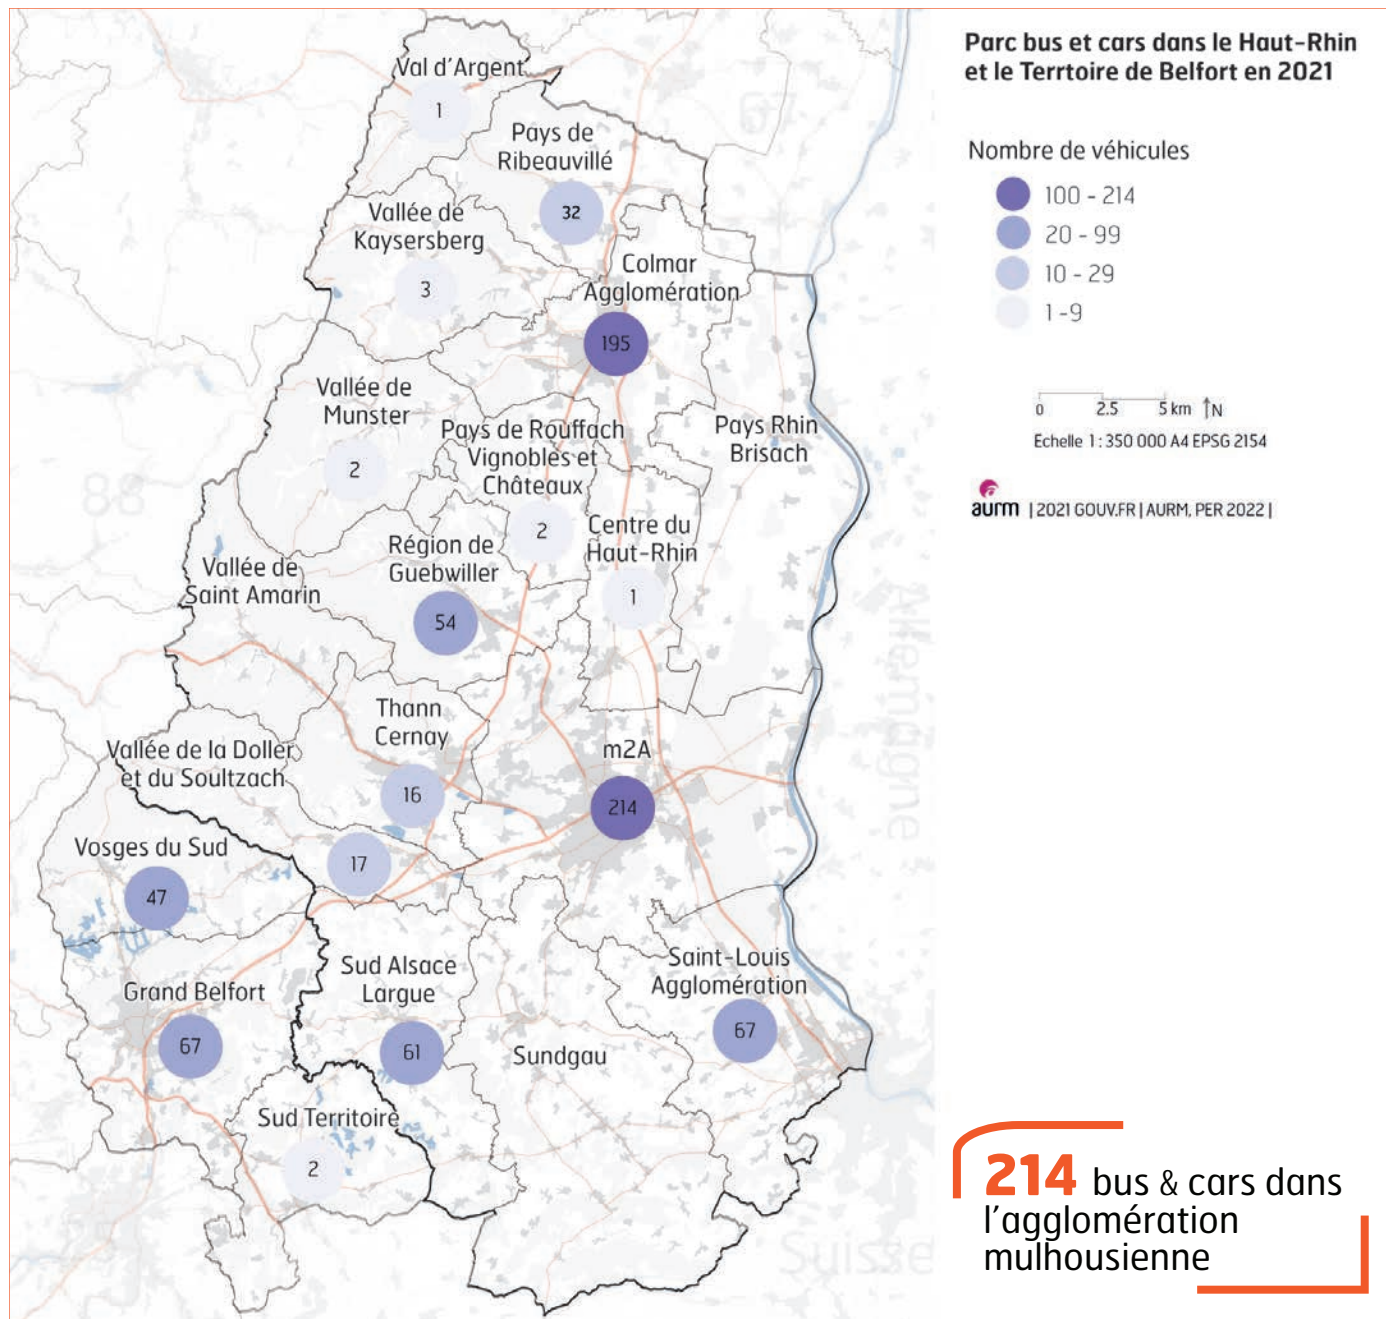 Parc bus et cars dans le Haut-Rhin
et le Terrtoire de Belfort en 2021
Nombre de véhicules
100 - 214
20 - 99
10 - 29
1 -9
0 2.5 5 km N
Echelle 1 : 350 000 A4 EPSG 2154
aurm | 2021 GOUV.FR | AURM, PER 2022 |
Val d'Argent
1
67
Pays de
Ribeauvillé
32
Vallée de
Kaysersberg
3
Colmar
Agglomération
195
Vallée de
Munster
2
Pays de Rouffach
Vignobles et
Châteaux
2
Pays Rhin
Brisach
88
Centre du
Haut-Rhin
1
Région de
Guebwiller
54
Vallée de
Saint Amarin
Allemagne
Thann
Cernay
16
Vallée de la Doller
et du Soultzach
17
m2A
214
Vosges du Sud
47
Grand Belfort
67
Sud Alsace
Largue
61
Sundgau
Saint-Louis
Agglomération
67
Sud Territoire
2
Suisse
214 bus & cars dans
l'agglomération
mulhousienne